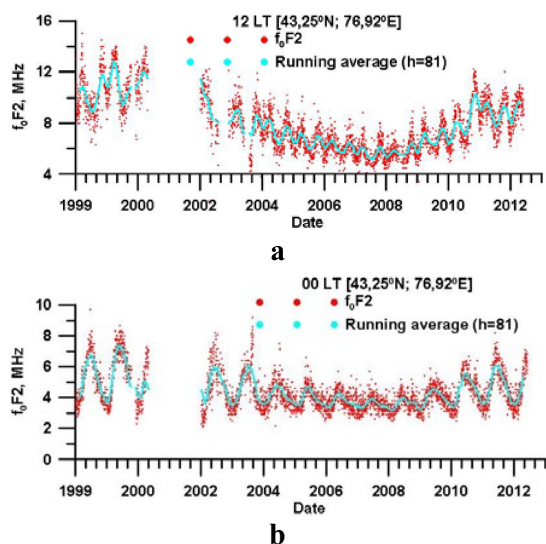 12 LT [43,25ºN; 76,92ºE]
f₀F2
Running average (h=81)
f₀F2, MHz
16
12
8
4
1999 2000 2002 2004 2006 2008 2010 2012
Date
a
00 LT [43,25ºN; 76,92ºE]
f₀F2
Running average (h=81)
f₀F2, MHz
10
8
6
4
2
0
1999 2000 2002 2004 2006 2008 2010 2012
Date
b